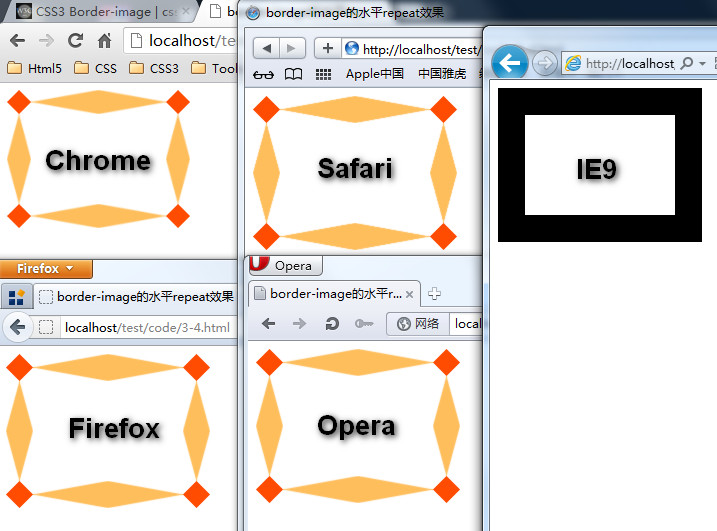 CSS3 Border-image | css
bo
localhost/te
Html5 CSS CSS3 Tool
Chrome
border-image的水平repeat效果
http://localhost/test/
Apple中国 中国雅虎
Safari
http://localhost
IE9
Firefox
border-image的水平repeat效果
localhost/test/code/3-4.html
Firefox
Opera
border-image的水平r...
网络 local
Opera